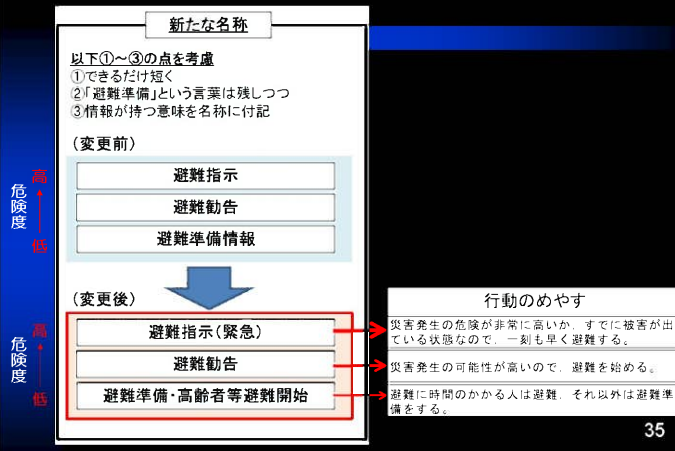 新たな名称
以下①~③の点を考慮
①できるだけ短く
②「避難準備」という言葉は残しつつ
③情報が持つ意味を名称に付記
(変更前)
高
危険度
低
避難指示
避難勧告
避難準備情報
(変更後)
高
危険度
低
避難指示(緊急)
避難勧告
避難準備・高齢者等避難開始
行動のめやす
災害発生の危険が非常に高いか、すでに被害が出
ている状態なので、一刻も早く避難する。
災害発生の可能性が高いので、避難を始める。
避難に時間のかかる人は避難、それ以外は避難準
備をする。
35